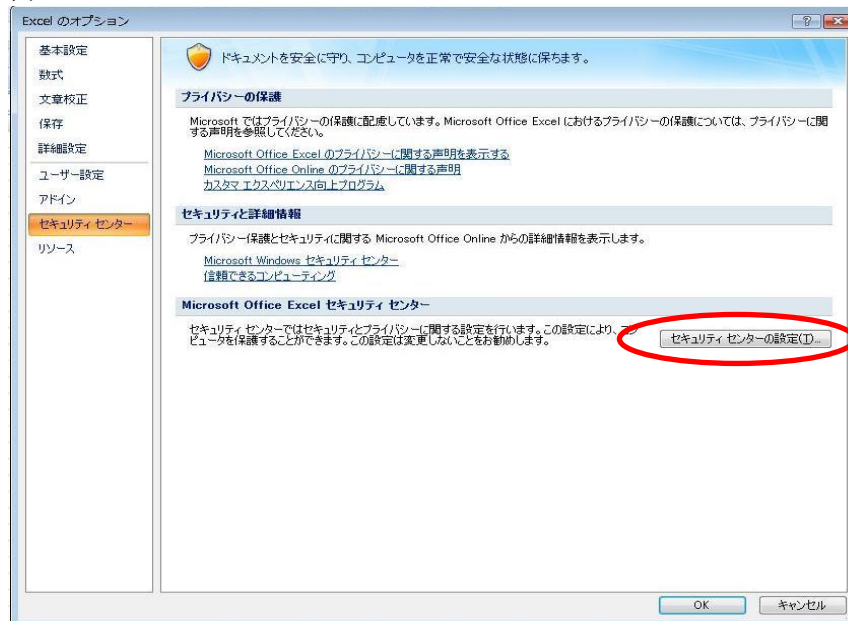 Excel のオプション
基本設定
数式
文章校正
保存
詳細設定
ユーザー設定
アドイン
セキュリティ センター
リソース
ドキュメントを安全に守り、コンピュータを正常で安全な状態に保ちます。
プライバシーの保護
Microsoft ではプライバシーの保護に配慮しています。Microsoft Office Excel におけるプライバシーの保護については、プライバシーに関
する声明を参照してください。
Microsoft Office Excel のプライバシーに関する声明を表示する
Microsoft Office Online のプライバシーに関する声明
カスタマ エクスペリエンス向上プログラム
セキュリティと詳細情報
プライバシー保護とセキュリティに関する Microsoft Office Online からの詳細情報を表示します。
Microsoft Windows セキュリティ センター
信頼できるコンピューティング
Microsoft Office Excel セキュリティ センター
セキュリティ センターではセキュリティとプライバシーに関する設定を行います。この設定により、コン
ピュータを保護することができます。この設定は変更しないことをお勧めします。
セキュリティ センターの設定(T)...
OK
キャンセル